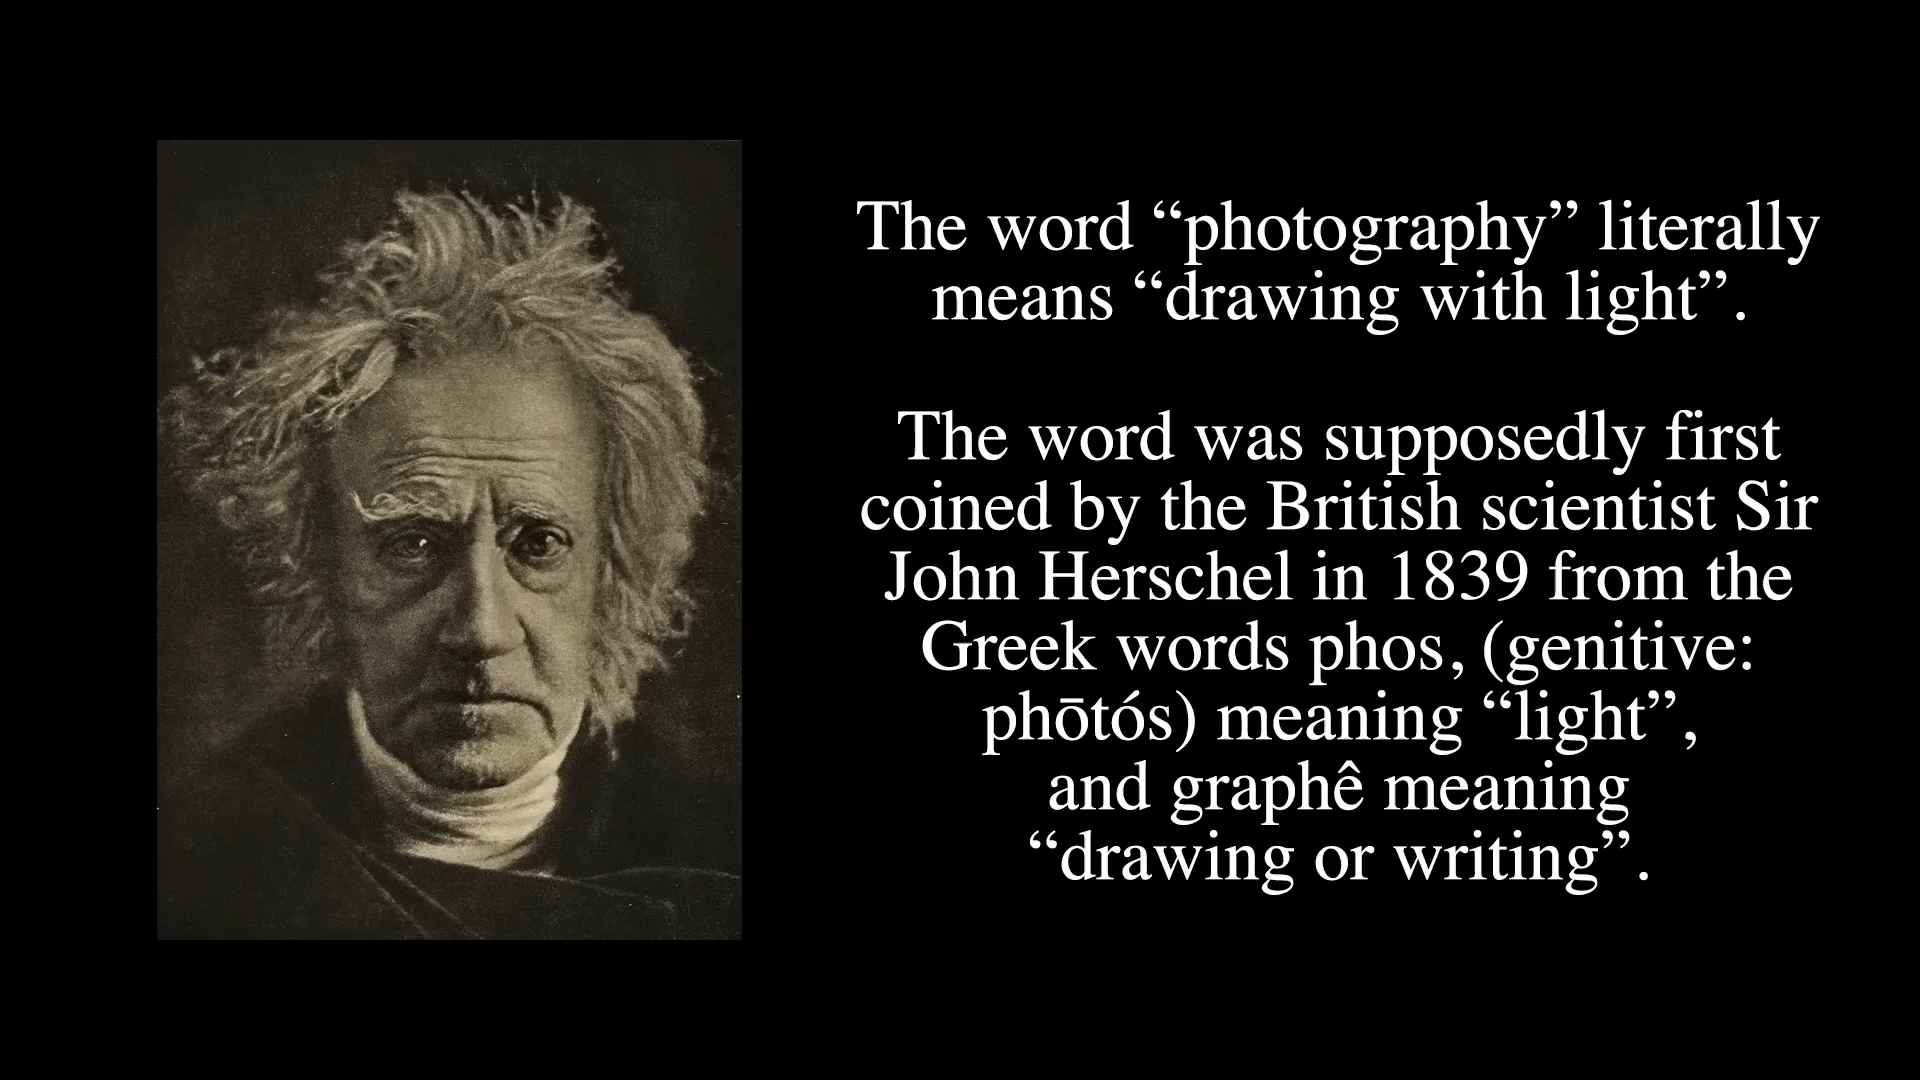 The word “photography” literally
means “drawing with light”.
The word was supposedly first
coined by the British scientist Sir
John Herschel in 1839 from the
Greek words phos, (genitive:
phōtós) meaning “light”,
and graphê meaning
“drawing or writing”.